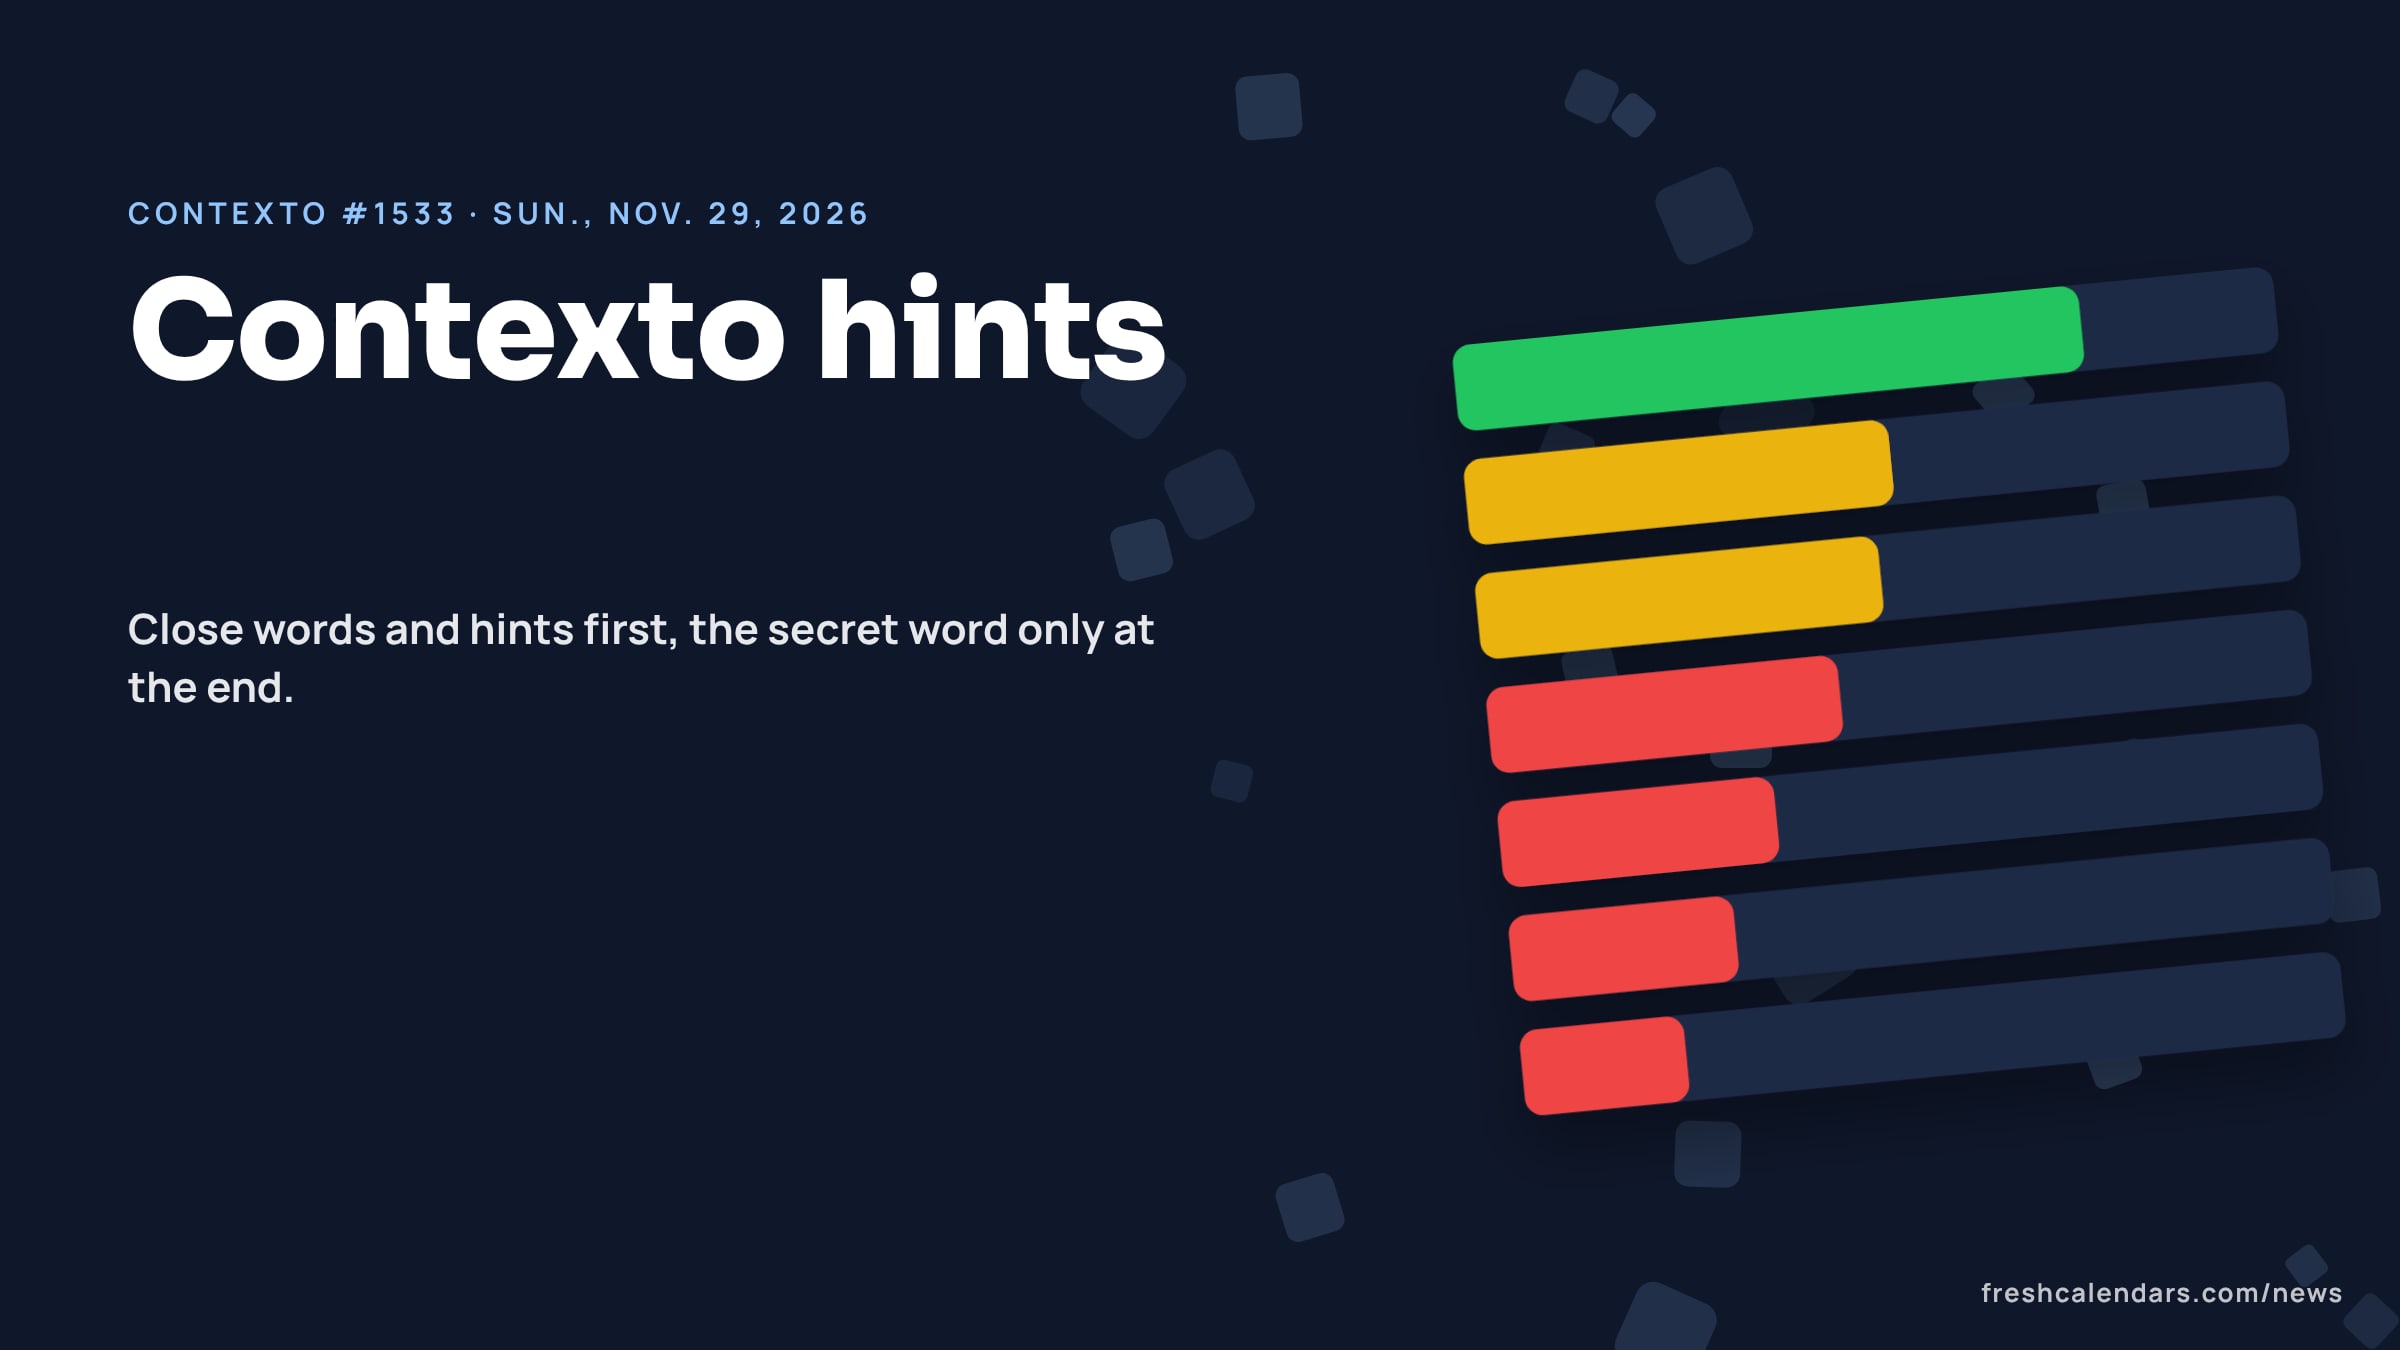 CONTEXTO #1533 · SUN., NOV. 29, 2026
Contexto hints
Close words and hints first, the secret word only at
the end.
freshcalendars.com/news